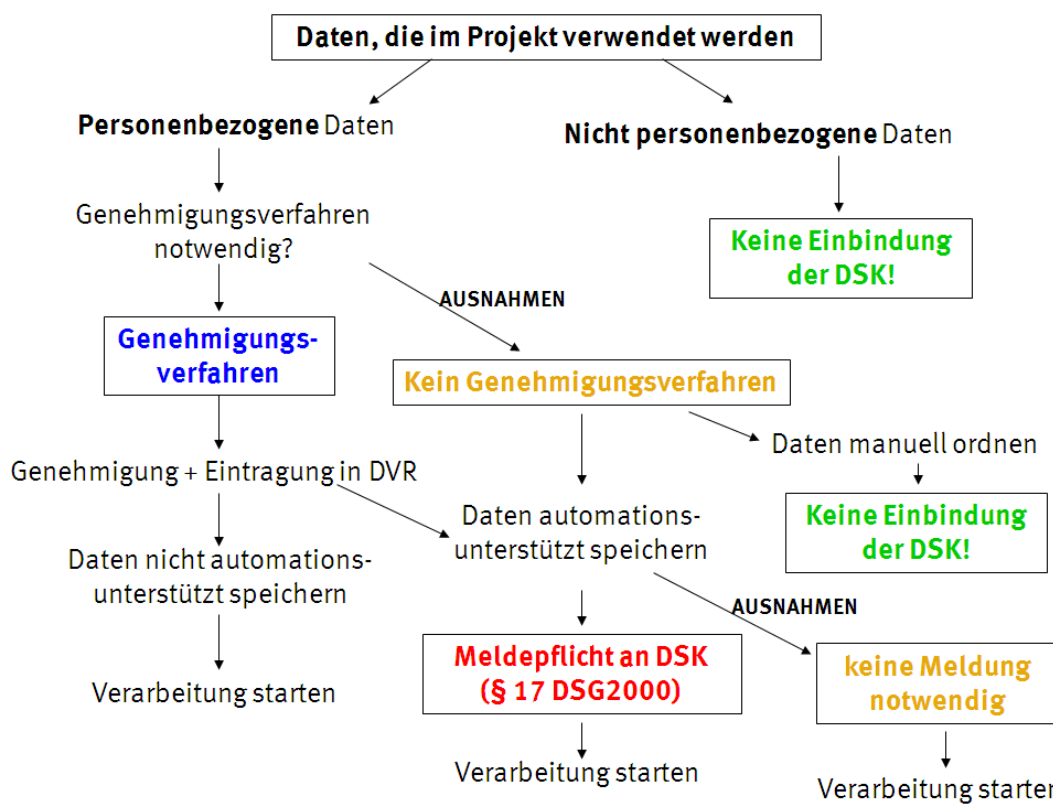 Daten, die im Projekt verwendet werden
Personenbezogene Daten
Nicht personenbezogene Daten
Genehmigungsverfahren
notwendig?
Keine Einbindung
der DSK!
AUSNAHMEN
Genehmigungs-
verfahren
Kein Genehmigungsverfahren
Daten manuell ordnen
Genehmigung + Eintragung in DVR
Keine Einbindung
der DSK!
Daten automations-
unterstützt speichern
Daten nicht automations-
unterstützt speichern
AUSNAHMEN
Meldepflicht an DSK
(§ 17 DSG2000)
keine Meldung
notwendig
Verarbeitung starten
Verarbeitung starten
Verarbeitung starten